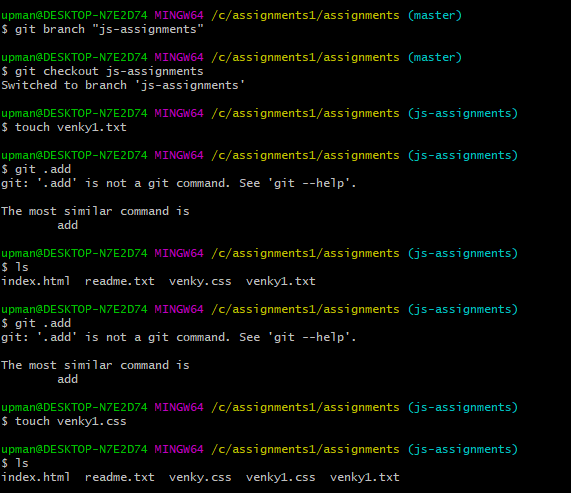 upman@DESKTOP-N7E2D74 MINGW64 /c/assignments1/assignments (master)
$ git branch "js-assignments"
upman@DESKTOP-N7E2D74 MINGW64 /c/assignments1/assignments (master)
$ git checkout js-assignments
Switched to branch 'js-assignments'
upman@DESKTOP-N7E2D74 MINGW64 /c/assignments1/assignments (js-assignments)
$ touch venky1.txt
upman@DESKTOP-N7E2D74 MINGW64 /c/assignments1/assignments (js-assignments)
$ git .add
git: '.add' is not a git command. See 'git --help'.
The most similar command is
add
upman@DESKTOP-N7E2D74 MINGW64 /c/assignments1/assignments (js-assignments)
$ ls
index.html  readme.txt  venky.css  venky1.txt
upman@DESKTOP-N7E2D74 MINGW64 /c/assignments1/assignments (js-assignments)
$ git .add
git: '.add' is not a git command. See 'git --help'.
The most similar command is
add
upman@DESKTOP-N7E2D74 MINGW64 /c/assignments1/assignments (js-assignments)
$ touch venky1.css
upman@DESKTOP-N7E2D74 MINGW64 /c/assignments1/assignments (js-assignments)
$ ls
index.html  readme.txt  venky.css  venky1.css  venky1.txt